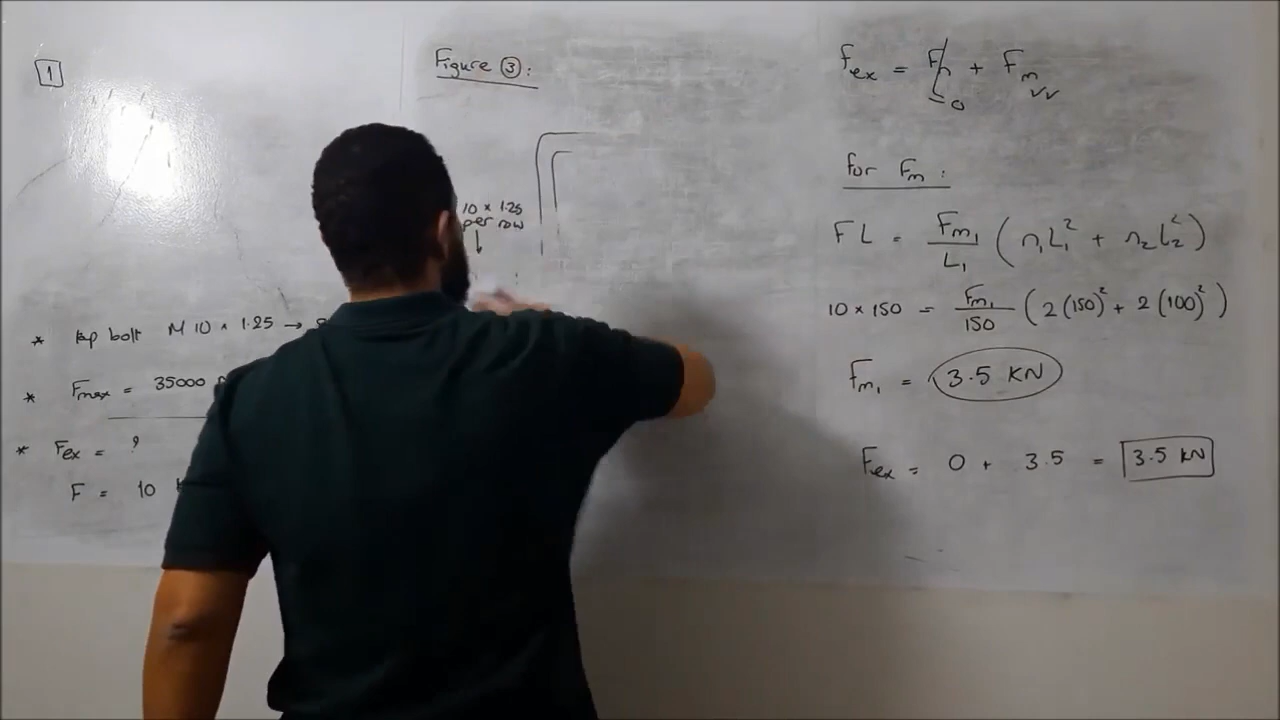 1
* tap bolt M 10 × 1.25 →
* Fmax = 35000
* Fex = ?
F = 10
Figure ③:
10 × 1.25
per row
Fex = Fn + Fm
0
for Fm :
FL = Fm₁ / L₁ ( n₁L₁² + n₂L₂² )
10 × 150 = Fm₁ / 150 ( 2 (150)² + 2 (100)² )
Fm₁ = 3.5 KN
Fex = 0 + 3.5 = 3.5 KN